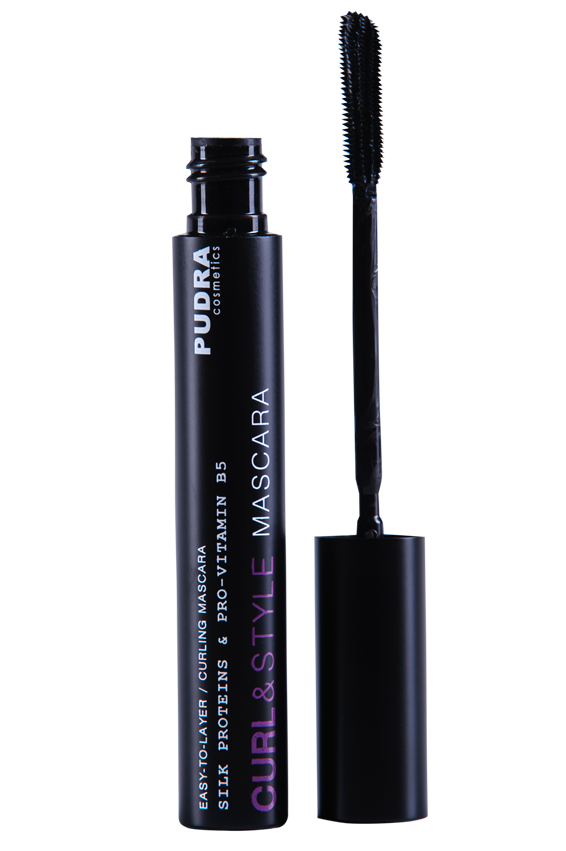 PUDRA
cosmetics
EASY-TO-LAYER / CURLING MASCARA
SILK PROTEINS & PRO-VITAMIN B5
CURL&STYLE MASCARA